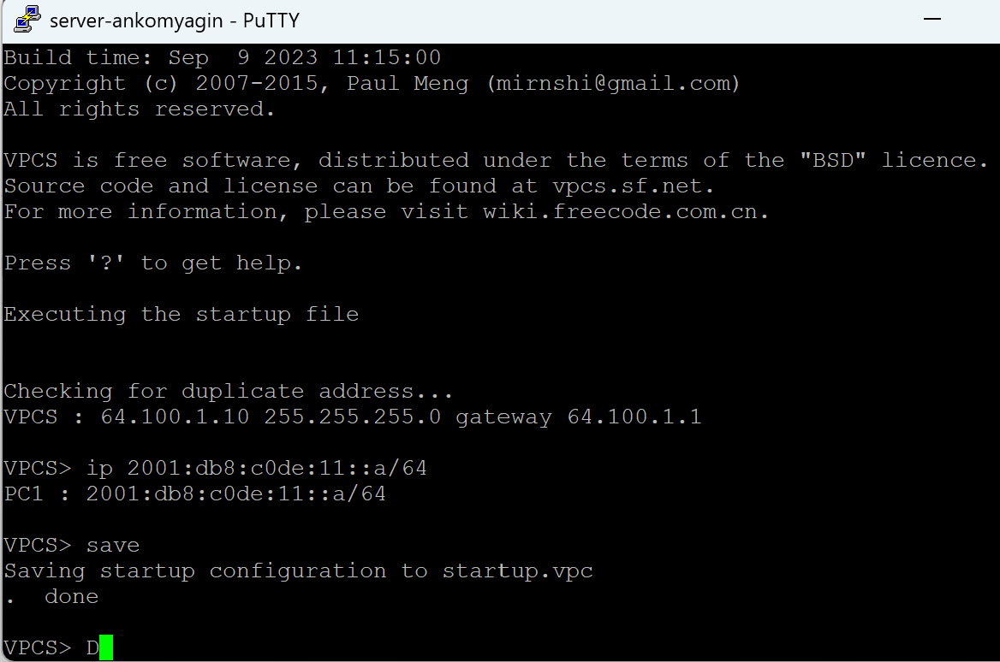 server-ankomyagin - PuTTY
Build time: Sep  9 2023 11:15:00
Copyright (c) 2007-2015, Paul Meng (mirnshi@gmail.com)
All rights reserved.
VPCS is free software, distributed under the terms of the "BSD" licence.
Source code and license can be found at vpcs.sf.net.
For more information, please visit wiki.freecode.com.cn.
Press '?' to get help.
Executing the startup file
Checking for duplicate address...
VPCS : 64.100.1.10 255.255.255.0 gateway 64.100.1.1
VPCS> ip 2001:db8:c0de:11::a/64
PC1 : 2001:db8:c0de:11::a/64
VPCS> save
Saving startup configuration to startup.vpc
.  done
VPCS> D